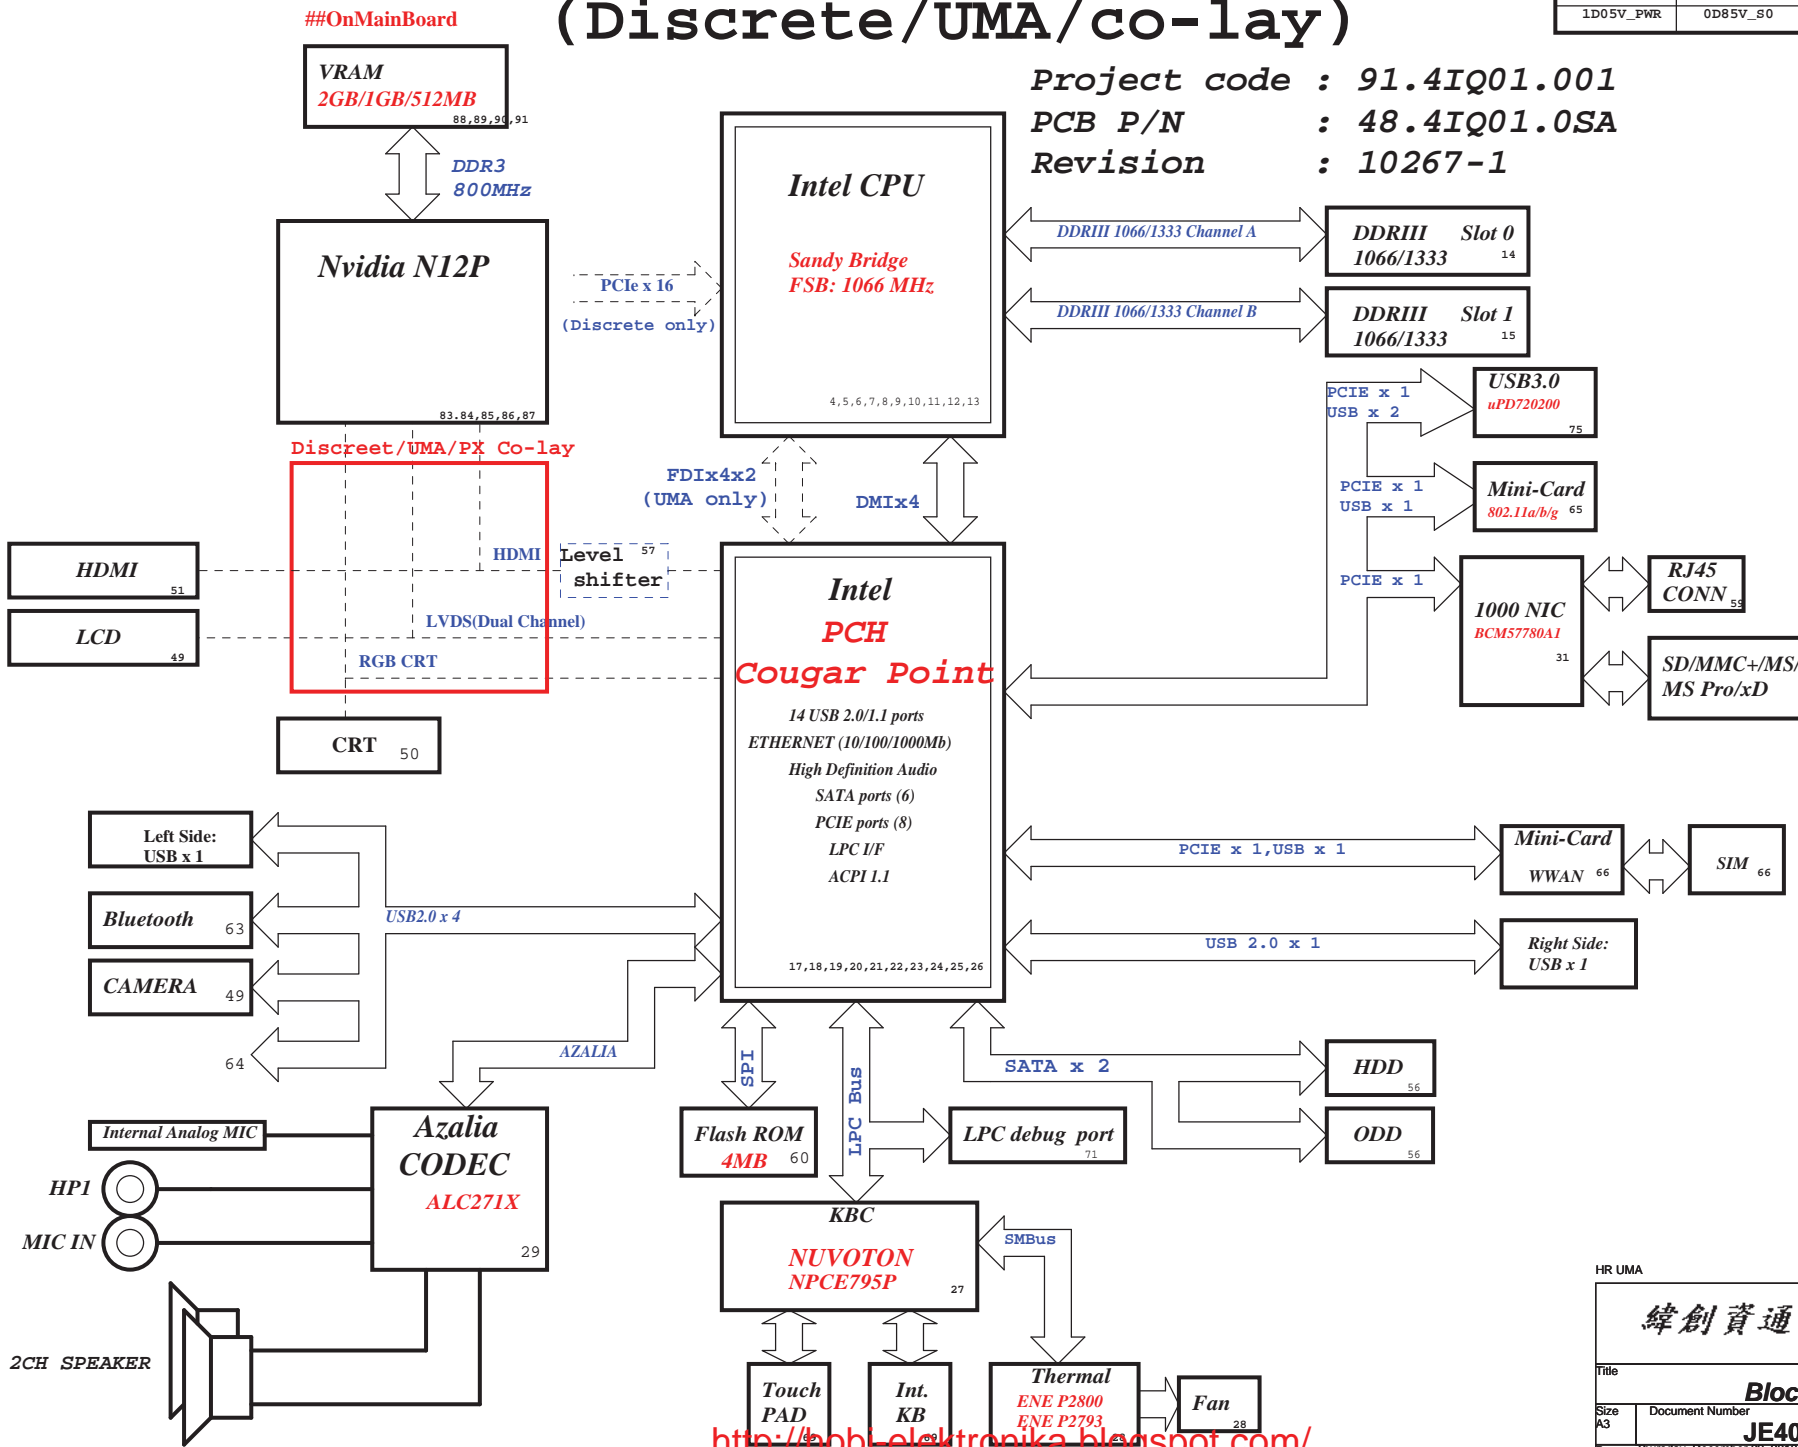 ##OnMainBoard
(Discrete/UMA/co-lay)
1D05V_PWR 0D85V_S0
Project code : 91.4IQ01.001
PCB P/N : 48.4IQ01.0SA
Revision : 10267-1
VRAM
2GB/1GB/512MB
88,89,90,91
DDR3
800MHz
Nvidia N12P
83.84,85,86,87
PCIe x 16
(Discrete only)
Intel CPU
Sandy Bridge
FSB: 1066 MHz
4,5,6,7,8,9,10,11,12,13
DDRIII 1066/1333 Channel A
DDRIII Slot 0
1066/1333 14
DDRIII 1066/1333 Channel B
DDRIII Slot 1
1066/1333 15
PCIE x 1
USB x 2
USB3.0
uPD720200
75
PCIE x 1
USB x 1
Mini-Card
802.11a/b/g 65
PCIE x 1
1000 NIC
BCM57780A1
31
RJ45
CONN
59
SD/MMC+/MS/
MS Pro/xD
Discreet/UMA/PX Co-lay
FDIx4x2
(UMA only)
DMIx4
HDMI
51
HDMI
Level 57
shifter
LCD
49
LVDS(Dual Channel)
RGB CRT
CRT 50
Intel
PCH
Cougar Point
14 USB 2.0/1.1 ports
ETHERNET (10/100/1000Mb)
High Definition Audio
SATA ports (6)
PCIE ports (8)
LPC I/F
ACPI 1.1
17,18,19,20,21,22,23,24,25,26
Left Side:
USB x 1
Bluetooth 63
CAMERA 49
64
USB2.0 x 4
AZALIA
PCIE x 1,USB x 1
Mini-Card
WWAN 66
SIM 66
USB 2.0 x 1
Right Side:
USB x 1
SPI
LPC Bus
SATA x 2
HDD
56
ODD
56
Internal Analog MIC
HP1
MIC IN
2CH SPEAKER
Azalia
CODEC
ALC271X
29
Flash ROM
4MB 60
LPC debug port
71
KBC
NUVOTON
NPCE795P
27
SMBus
Touch
PAD
Int.
KB
Thermal
ENE P2800
ENE P2793
28
Fan
28
http://hobi-elektronika.blogspot.com/
HR UMA
緯創資通
Title
Bloc
Size
A3
Document Number
JE40